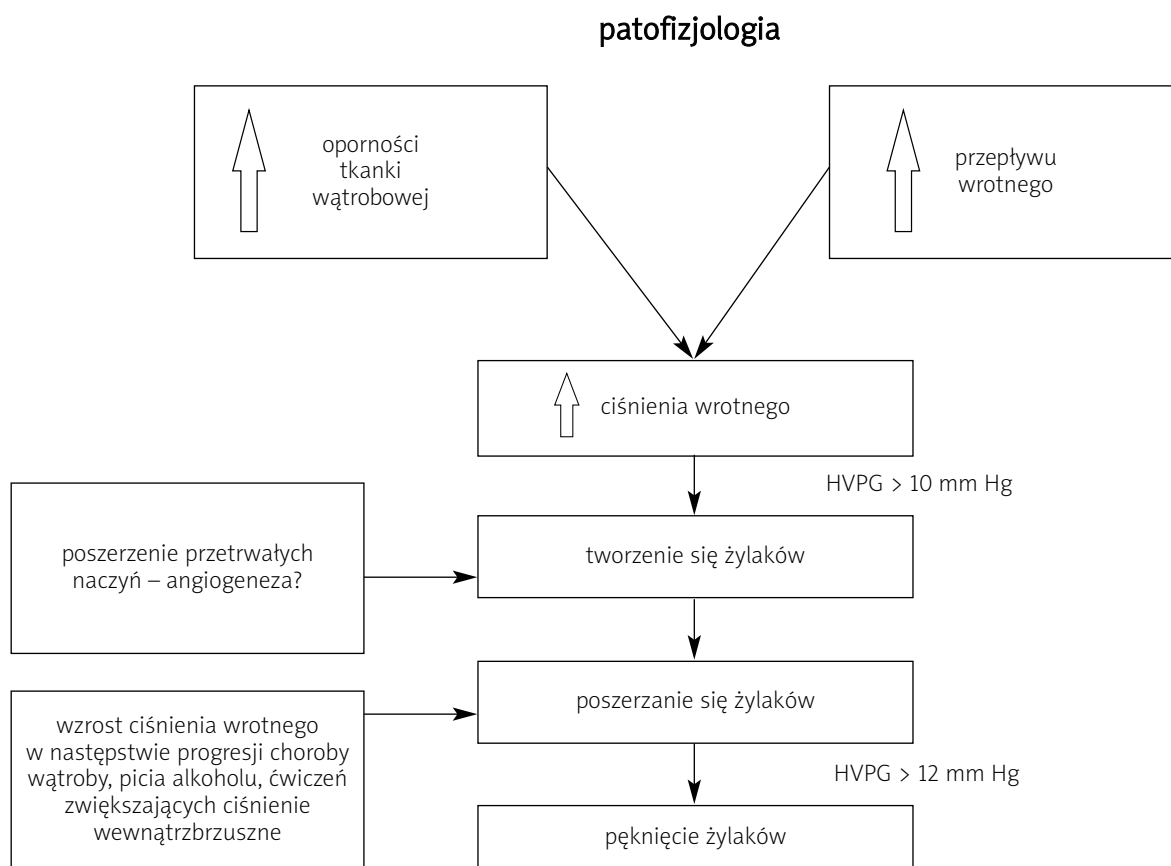 patofizjologia
oporności
tkanki
wątrobowej
przepływu
wrotnego
ciśnienia wrotnego
HVPG > 10 mm Hg
poszerzenie przetrwałych
naczyń – angiogeneza?
tworzenie się żylaków
poszerzanie się żylaków
wzrost ciśnienia wrotnego
w następstwie progresji choroby
wątroby, picia alkoholu, ćwiczeń
zwiększających ciśnienie
wewnątrzbrzuszne
HVPG > 12 mm Hg
pęknięcie żylaków